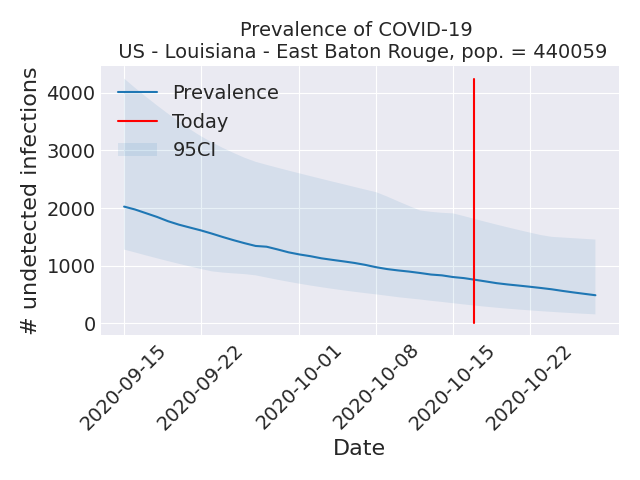 Prevalence of COVID-19
US - Louisiana - East Baton Rouge, pop. = 440059
# undetected infections
4000
3000
2000
1000
0
Prevalence
Today
95CI
2020-09-15
2020-09-22
2020-10-01
2020-10-08
2020-10-15
2020-10-22
Date